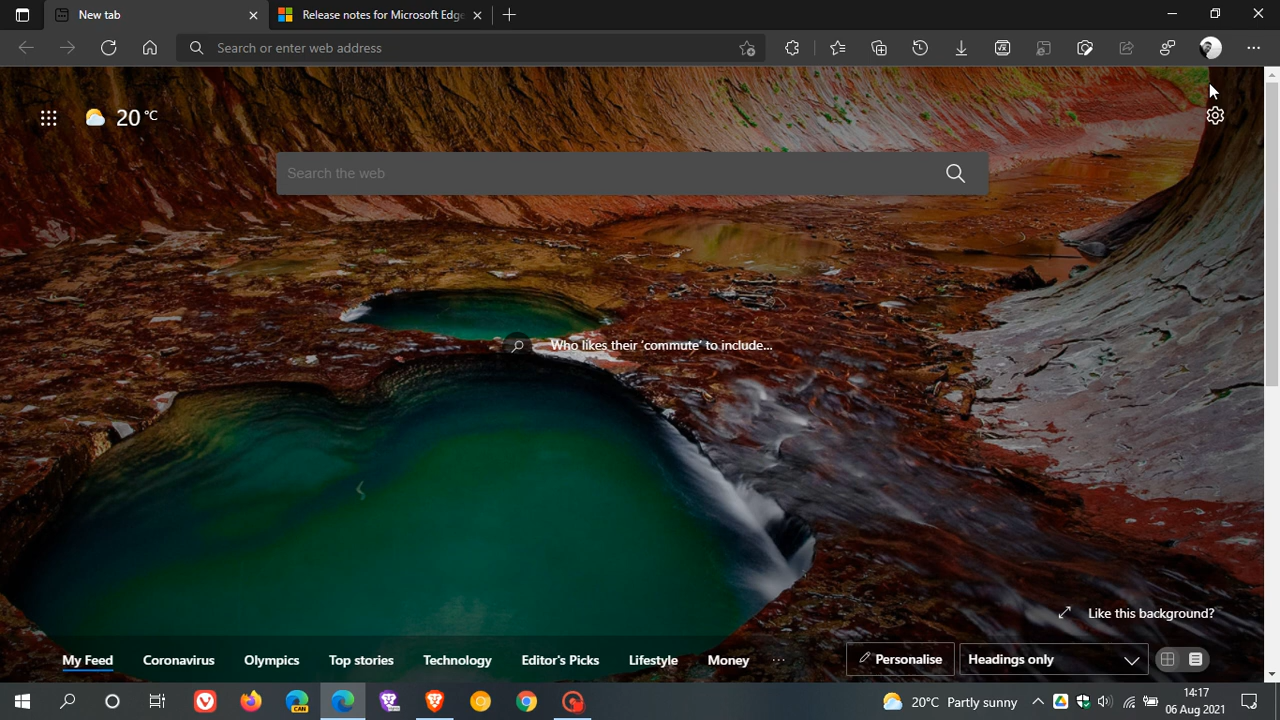 New tab
Release notes for Microsoft Edge
Search or enter web address
20 °C
Search the web
Who likes their ‘commute’ to include...
Like this background?
My Feed Coronavirus Olympics Top stories Technology Editor's Picks Lifestyle Money ... Personalise Headings only
CAN
20°C Partly sunny
14:17
06 Aug 2021